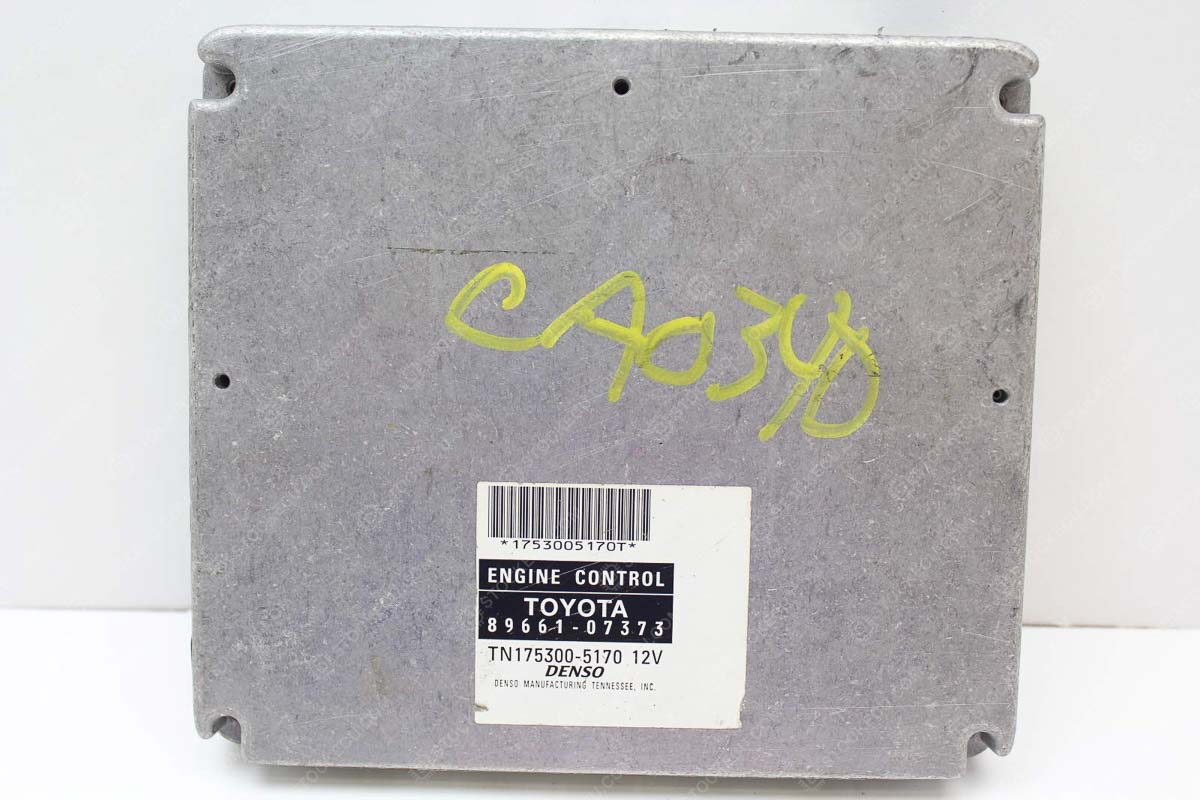 CA034D
*1753005170T*
ENGINE CONTROL
TOYOTA
89661-07373
TN175300-5170 12V
DENSO
DENSO MANUFACTURING TENNESSEE, INC.